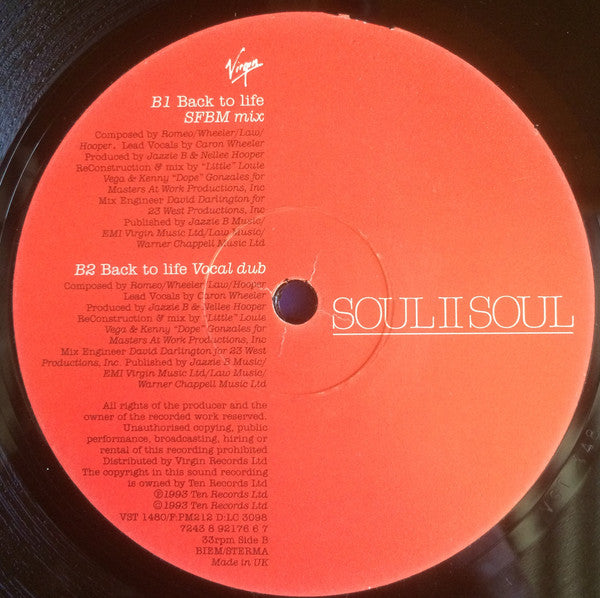 Virgin
B1 Back to life
SFBM mix
Composed by Romeo/Wheeler/Law/
Hooper. Lead Vocals by Caron Wheeler
Produced by Jazzie B & Nellee Hooper
ReConstruction & mix by "Little" Louie
Vega & Kenny "Dope" Gonzales for
Masters At Work Productions, Inc
Mix Engineer David Darlington for
23 West Productions, Inc
Published by Jazzie B Music/
EMI Virgin Music Ltd/Law Music/
Warner Chappell Music Ltd
B2 Back to life Vocal dub
Composed by Romeo/Wheeler/Law/Hooper
Lead Vocals by Caron Wheeler
Produced by Jazzie B & Nellee Hooper
ReConstruction & mix by "Little" Louie
Vega & Kenny "Dope" Gonzales for
Masters At Work Productions, Inc
Mix Engineer David Darlington for 23 West
Productions, Inc. Published by Jazzie B Music/
EMI Virgin Music Ltd/Law Music/
Warner Chappell Music Ltd
SOUL II SOUL
All rights of the producer and the
owner of the recorded work reserved.
Unauthorised copying, public
performance, broadcasting, hiring or
rental of this recording prohibited
Distributed by Virgin Records Ltd
The copyright in this sound recording
is owned by Ten Records Ltd
℗1993 Ten Records Ltd
©1993 Ten Records Ltd
VST 1480/F:PM212 D:LC 3098
7243 8 92176 6 7
33rpm Side B
BIEM/STEMRA
Made in UK